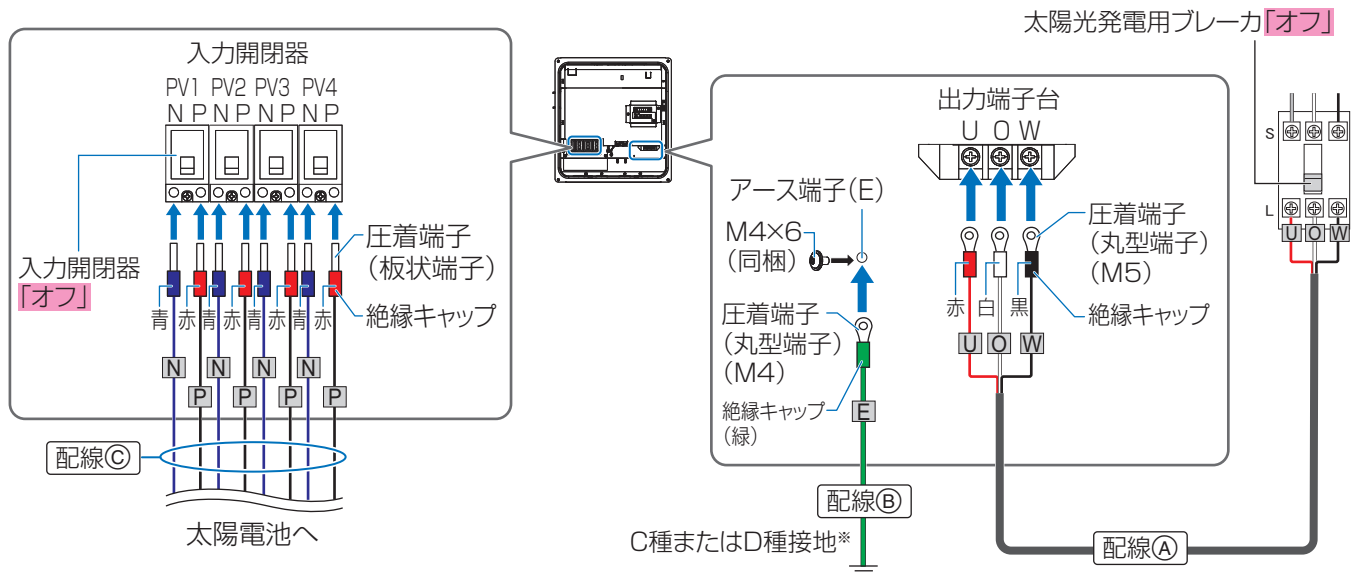 太陽光発電用ブレーカ「オフ」
入力開閉器
PV1 PV2 PV3 PV4
N P N P N P N P
入力開閉器
「オフ」
圧着端子
(板状端子)
絶縁キャップ
青 赤 青 赤 青 赤 青 赤
N N N N
P P P P
配線Ⓒ
太陽電池へ
出力端子台
U O W
アース端子(E)
M4×6
(同梱)
圧着端子
(丸型端子)
(M4)
絶縁キャップ
(緑)
E
配線Ⓑ
C種またはD種接地※
圧着端子
(丸型端子)
(M5)
絶縁キャップ
赤 白 黒
U O W
配線Ⓐ
S
L
U O W